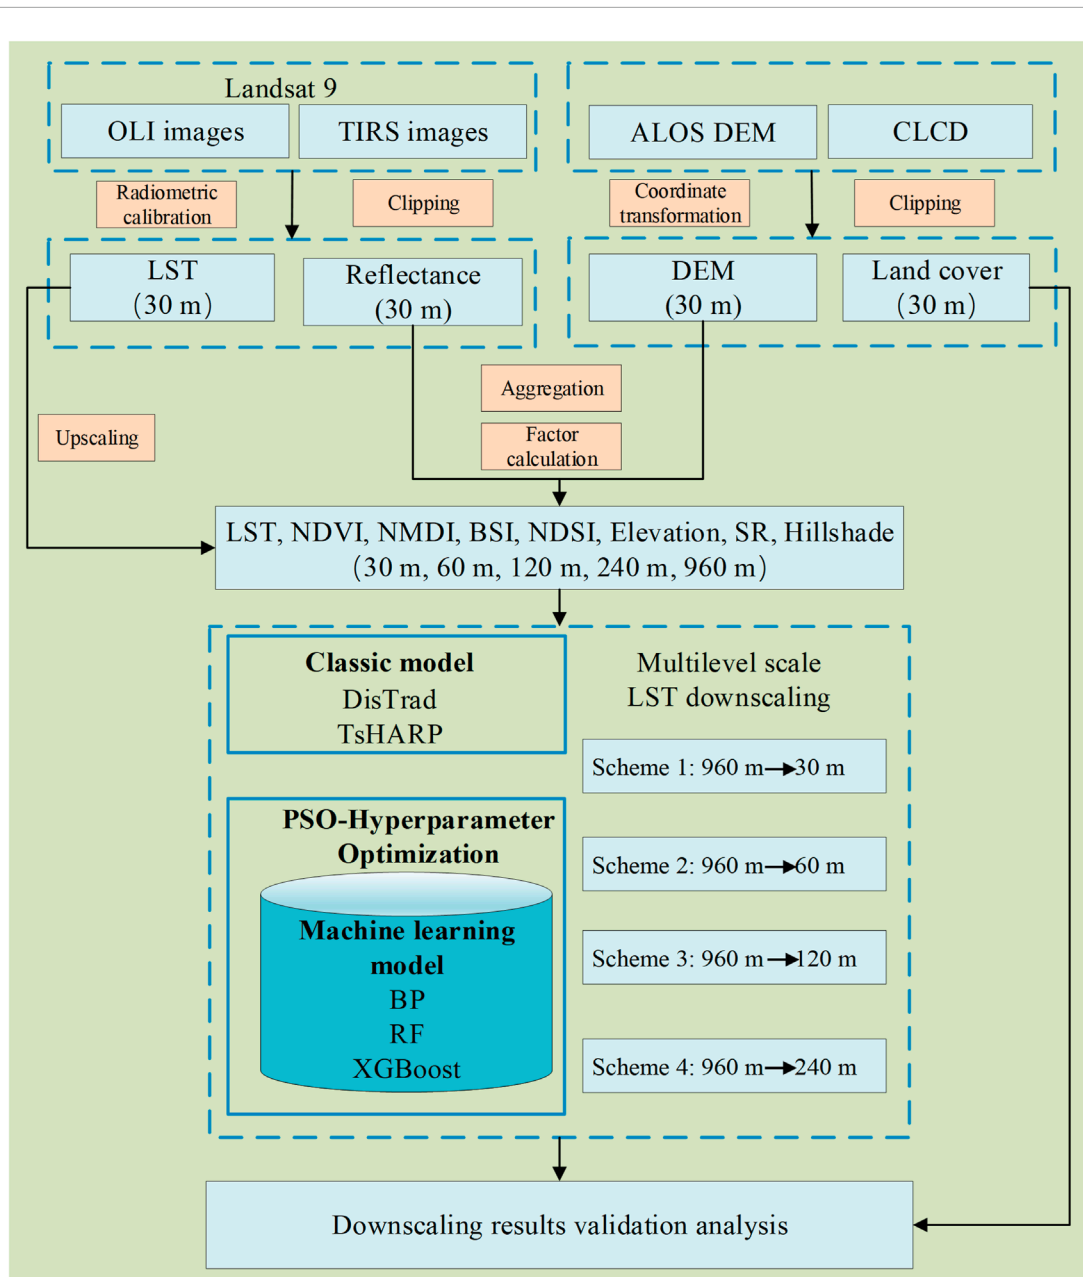 Landsat 9
OLI images
TIRS images
ALOS DEM
CLCD
Radiometric
calibration
Clipping
Coordinate
transformation
Clipping
LST
(30 m)
Reflectance
(30 m)
DEM
(30 m)
Land cover
(30 m)
Aggregation
Upscaling
Factor
calculation
LST, NDVI, NMDI, BSI, NDSI, Elevation, SR, Hillshade
(30 m, 60 m, 120 m, 240 m, 960 m)
Classic model
DisTrad
TsHARP
Multilevel scale
LST downscaling
Scheme 1: 960 m→30 m
Scheme 2: 960 m→60 m
Scheme 3: 960 m→120 m
Scheme 4: 960 m→240 m
PSO-Hyperparameter
Optimization
Machine learning
model
BP
RF
XGBoost
Downscaling results validation analysis